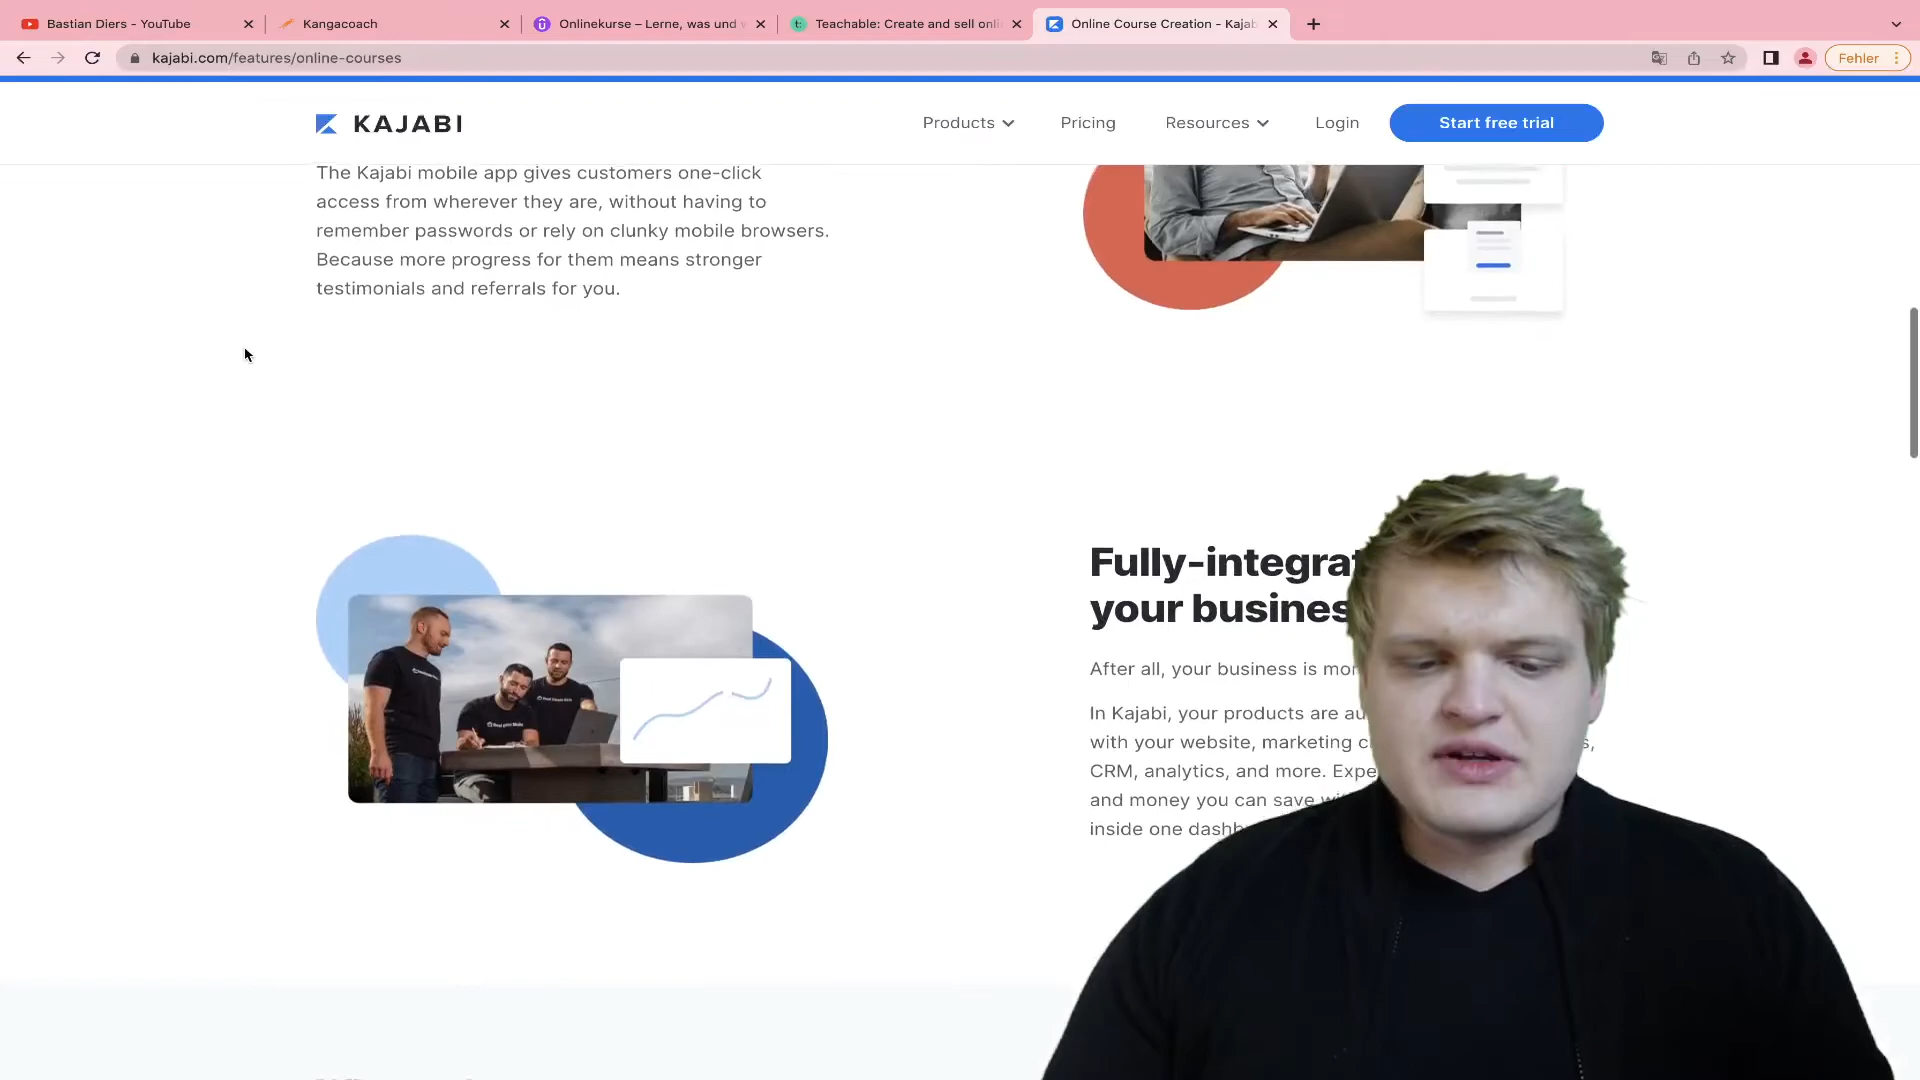 Bastian Diers - YouTube
Kangacoach
Onlinekurse – Lerne, was und
Teachable: Create and sell onli
Online Course Creation - Kajab
kajabi.com/features/online-courses
Fehler
KAJABI
Products
Pricing
Resources
Login
Start free trial
The Kajabi mobile app gives customers one-click
access from wherever they are, without having to
remember passwords or rely on clunky mobile browsers.
Because more progress for them means stronger
testimonials and referrals for you.
Fully-integrat
your busines
After all, your business is mor
In Kajabi, your products are au
with your website, marketing c s,
CRM, analytics, and more. Expe
and money you can save wi
inside one dashb